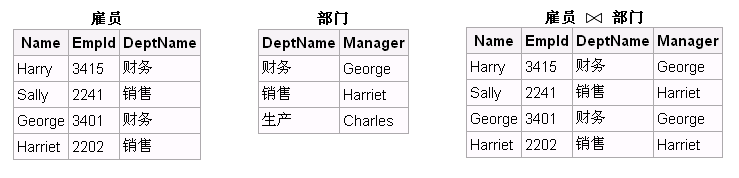 雇员
Name EmpId DeptName
Harry 3415 财务
Sally 2241 销售
George 3401 财务
Harriet 2202 销售
部门
DeptName Manager
财务 George
销售 Harriet
生产 Charles
雇员 ⋈ 部门
Name EmpId DeptName Manager
Harry 3415 财务 George
Sally 2241 销售 Harriet
George 3401 财务 George
Harriet 2202 销售 Harriet